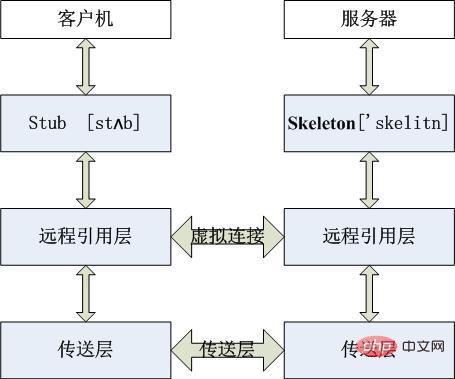 客户机
服务器
Stub [stʌb]
Skeleton['skelitn]
远程引用层
虚拟连接
远程引用层
传送层
传送层
传送层
php 中文网